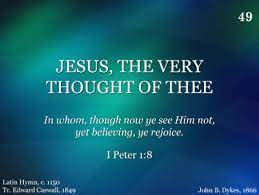 49
JESUS, THE VERY
THOUGHT OF THEE
In whom, though now ye see Him not,
yet believing, ye rejoice.
I Peter 1:8
Latin Hymn, c. 1150
Tr. Edward Caswall, 1849
John B. Dykes, 1866